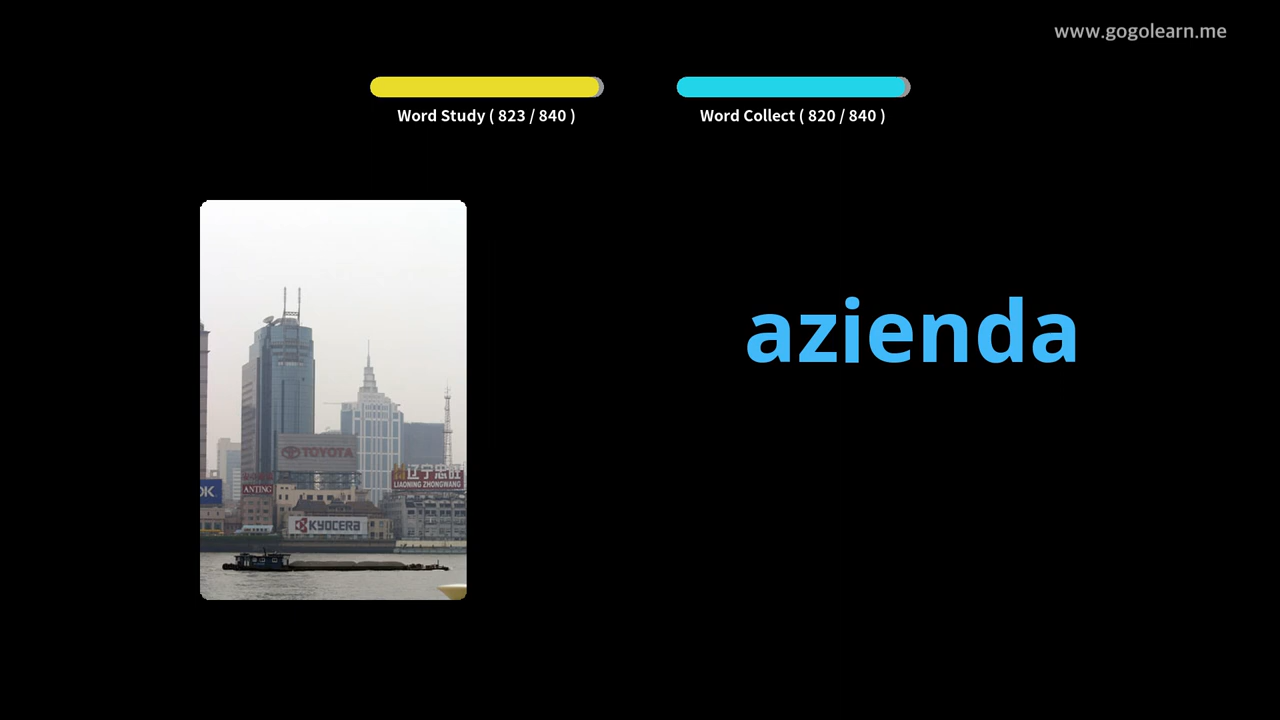 www.gogolearn.me
Word Study ( 823 / 840 )
Word Collect ( 820 / 840 )
azienda
TOYOTA
辽宁忠旺
LIAONING ZHONGWANG
OK
ANTING
KYOCERA